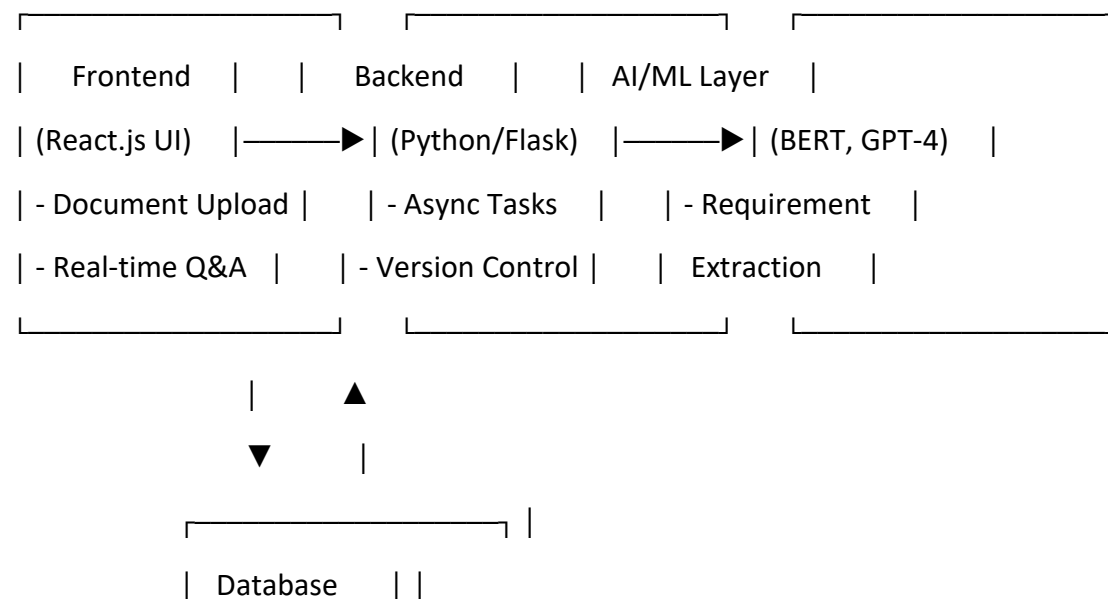 Frontend Backend AI/ML Layer
(React.js UI) (Python/Flask) (BERT, GPT-4)
- Document Upload - Async Tasks - Requirement
- Real-time Q&A - Version Control Extraction
Database